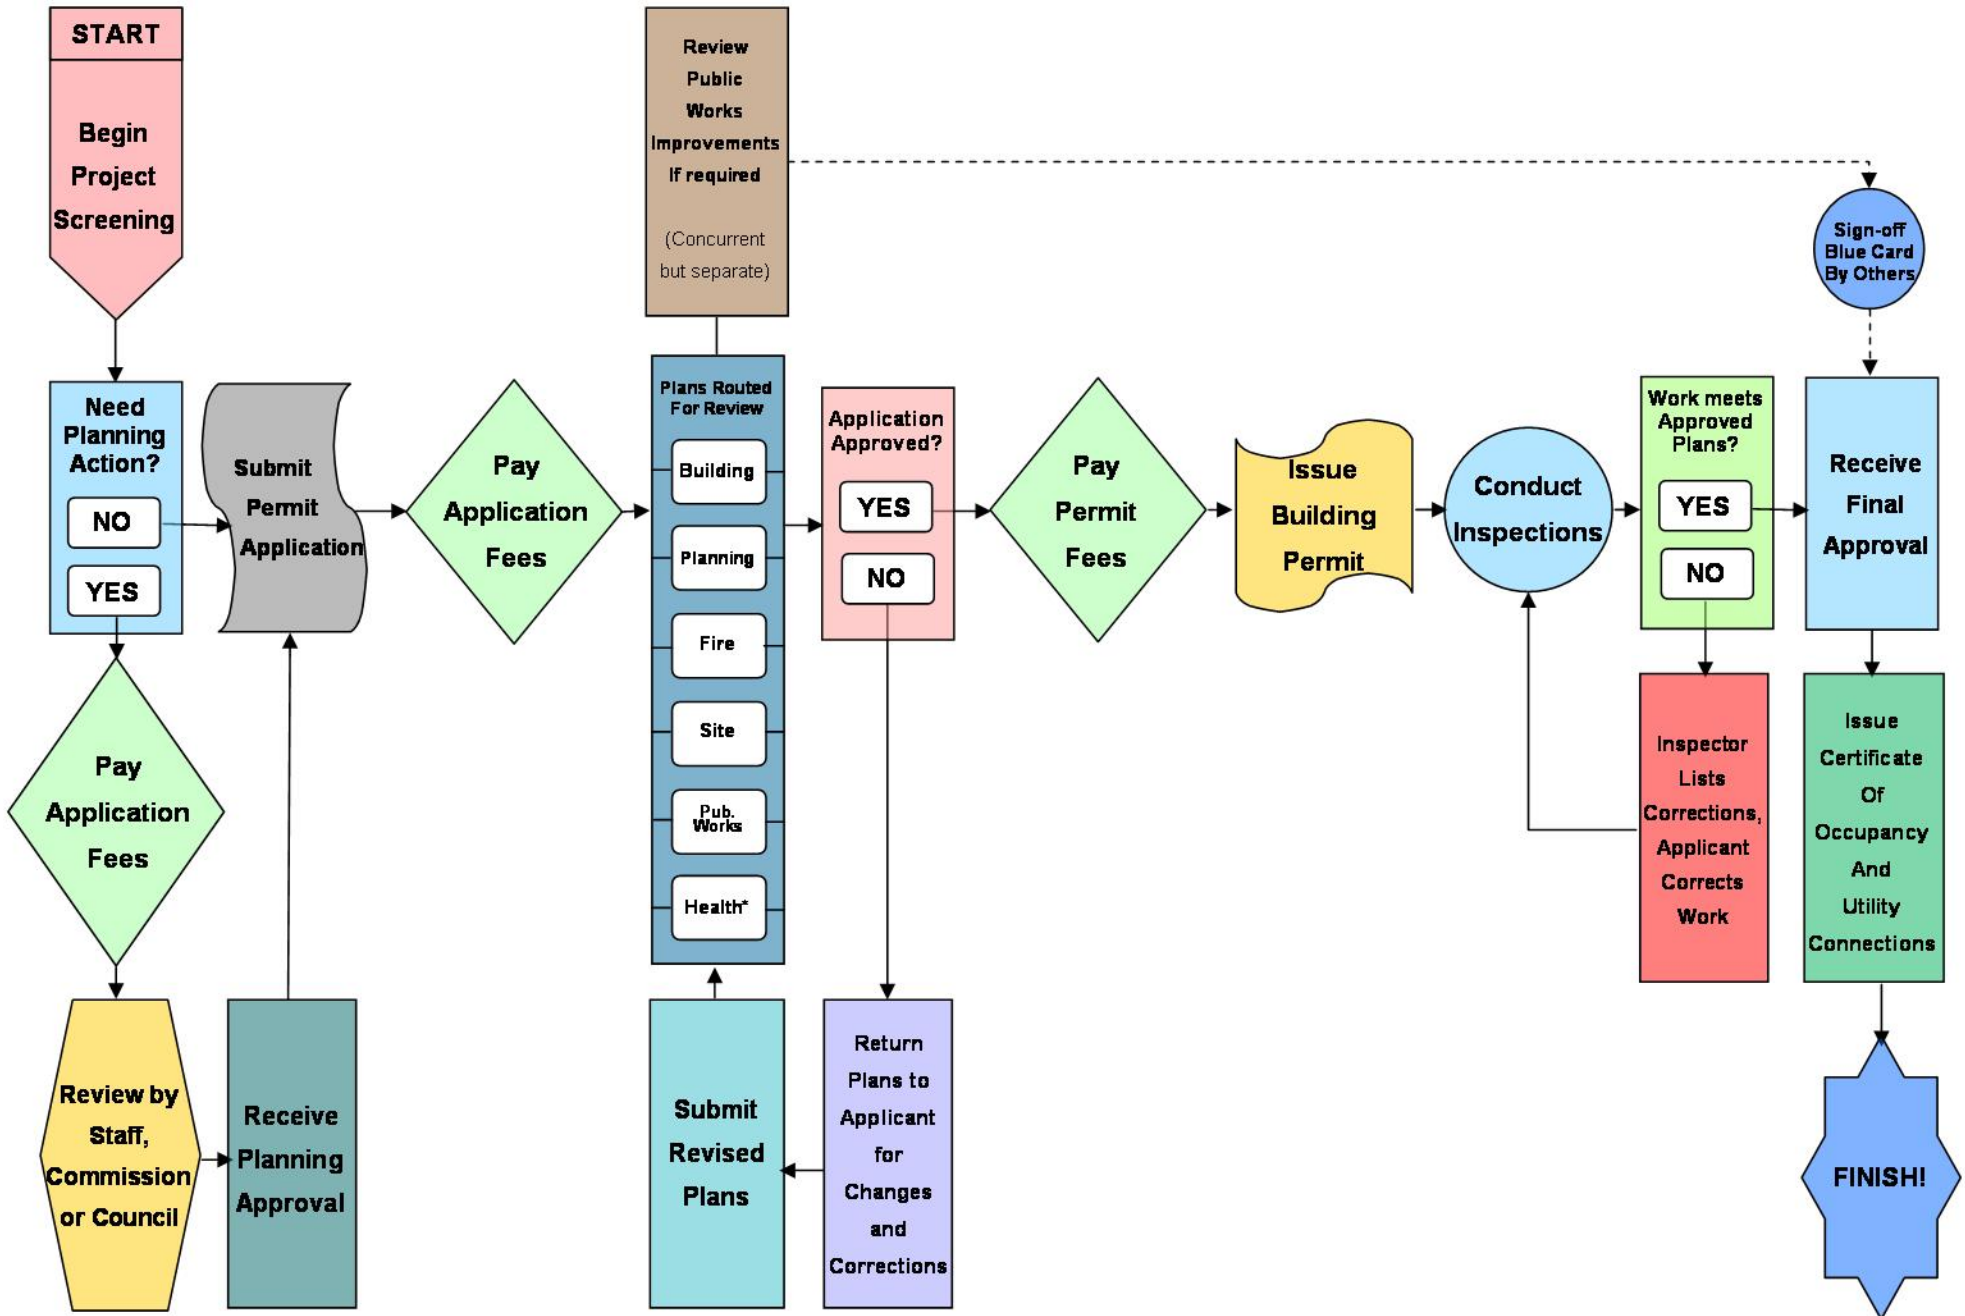 START
Begin
Project
Screening
Need
Planning
Action?
NO
YES
Pay
Application
Fees
Review by
Staff,
Commission
or Council
Receive
Planning
Approval
Submit
Permit
Application
Pay
Application
Fees
Review
Public
Works
Improvements
If required
(Concurrent
but separate)
Plans Routed
For Review
Building
Planning
Fire
Site
Pub.
Works
Health*
Submit
Revised
Plans
Application
Approved?
YES
NO
Return
Plans to
Applicant
for
Changes
and
Corrections
Pay
Permit
Fees
Issue
Building
Permit
Conduct
Inspections
Work meets
Approved
Plans?
YES
NO
Inspector
Lists
Corrections,
Applicant
Corrects
Work
Sign-off
Blue Card
By Others
Receive
Final
Approval
Issue
Certificate
Of
Occupancy
And
Utility
Connections
FINISH!